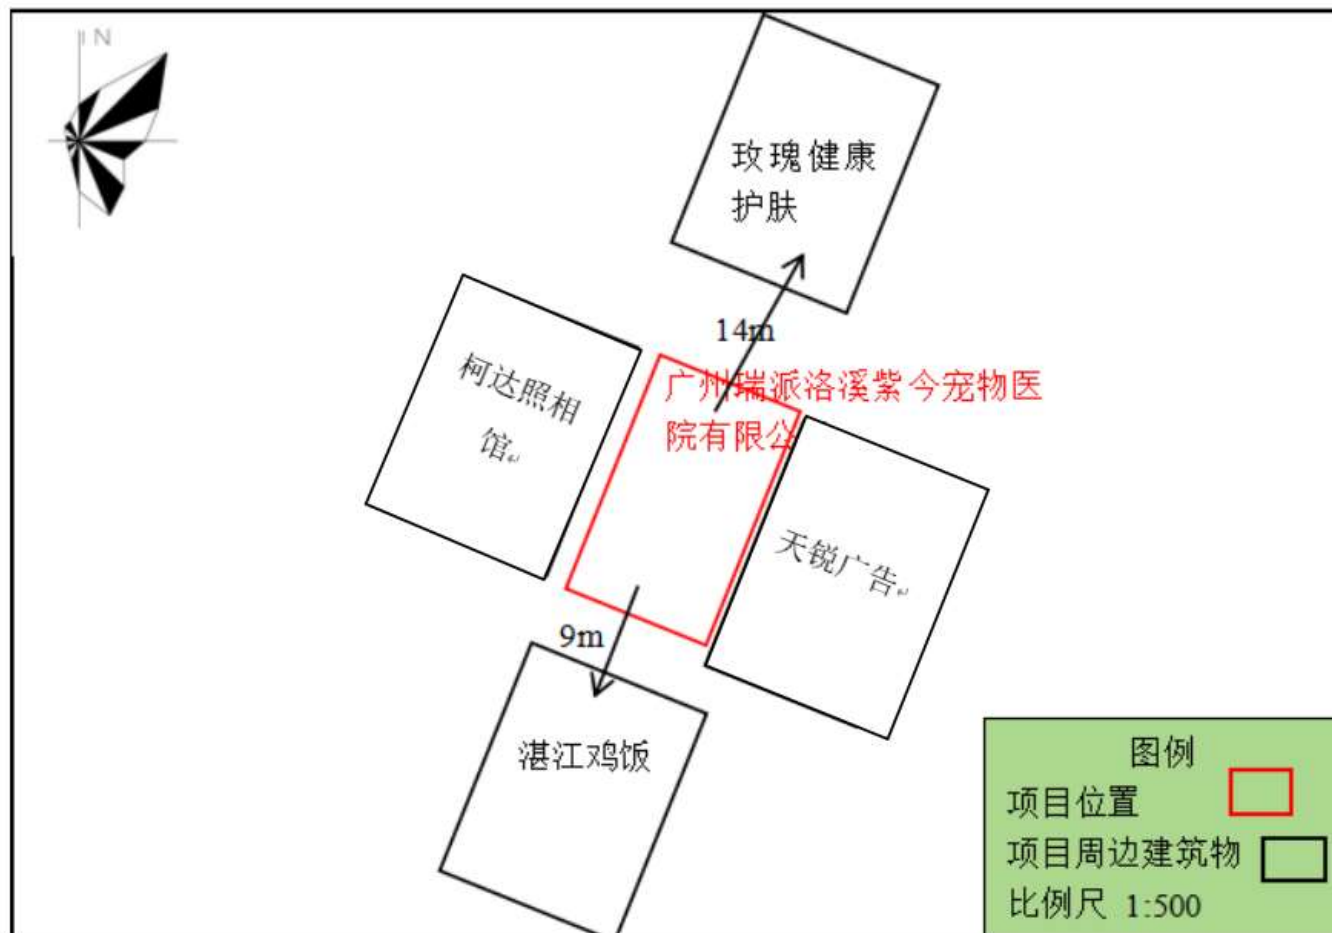 N
玫瑰健康
护肤
14m
柯达照相
馆
广州瑞派洛溪紫今宠物医
院有限公
天锐广告
9m
湛江鸡饭
图例
项目位置
项目周边建筑物
比例尺 1:500